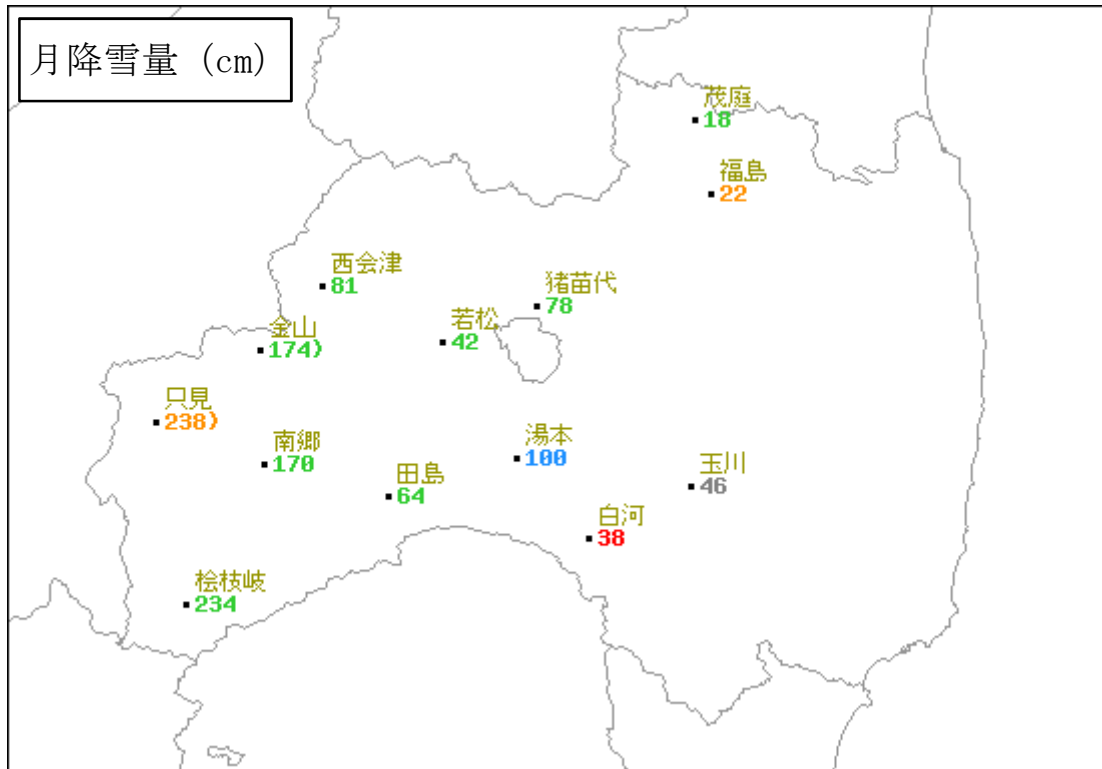 月降雪量 (cm)
茂庭
18
福島
22
西会津
81
猪苗代
78
若松
42
金山
174)
只見
238)
南郷
170
湯本
100
田島
64
玉川
46
白河
38
桧枝岐
234